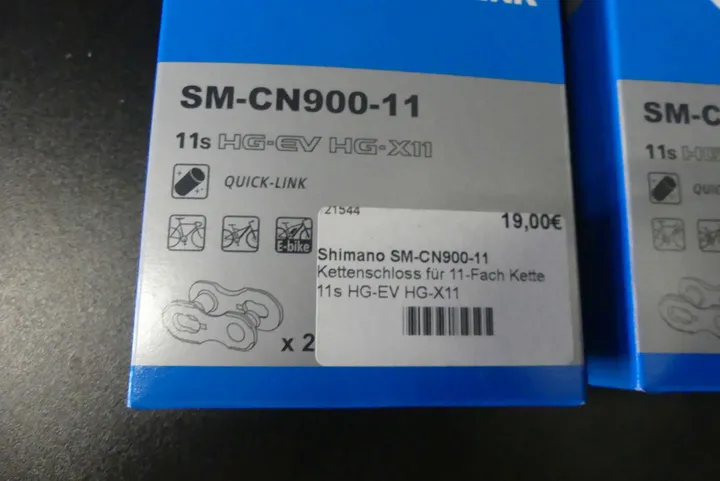 SM-CN900-11
11s HG-EV HG-X11
QUICK-LINK
E-bike
x 2
21544
19,00€
Shimano SM-CN900-11
Kettenschloss für 11-Fach Kette
11s HG-EV HG-X11
SM-C
11s
QUI